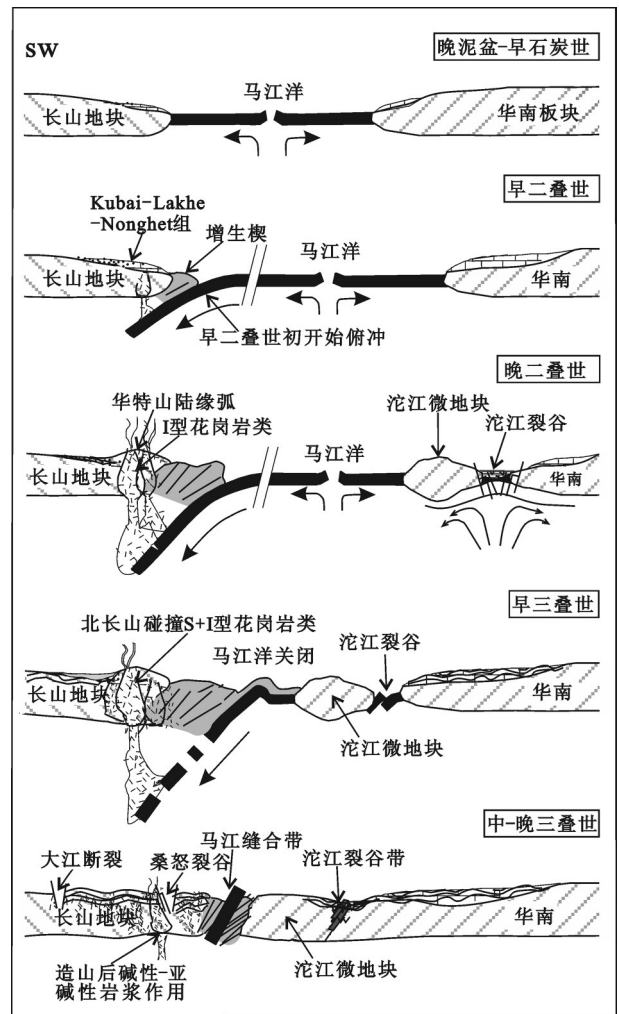 SW
晚泥盆-早石炭世
马江洋
长山地块
华南板块
早二叠世
Kubai-Lakhe
-Nonghet组
增生楔
马江洋
长山地块
华南
早二叠世初开始俯冲
晚二叠世
华特山陆缘弧
I型花岗岩类
沱江微地块
沱江裂谷
马江洋
长山地块
华南
早三叠世
北长山碰撞S+I型花岗岩类
马江洋关闭
沱江裂谷
长山地块
华南
沱江微地块
中-晚三叠世
马江缝合带
大江断裂
桑怒裂谷
沱江裂谷带
长山地块
华南
造山后碱性-亚
碱性岩浆作用
沱江微地块